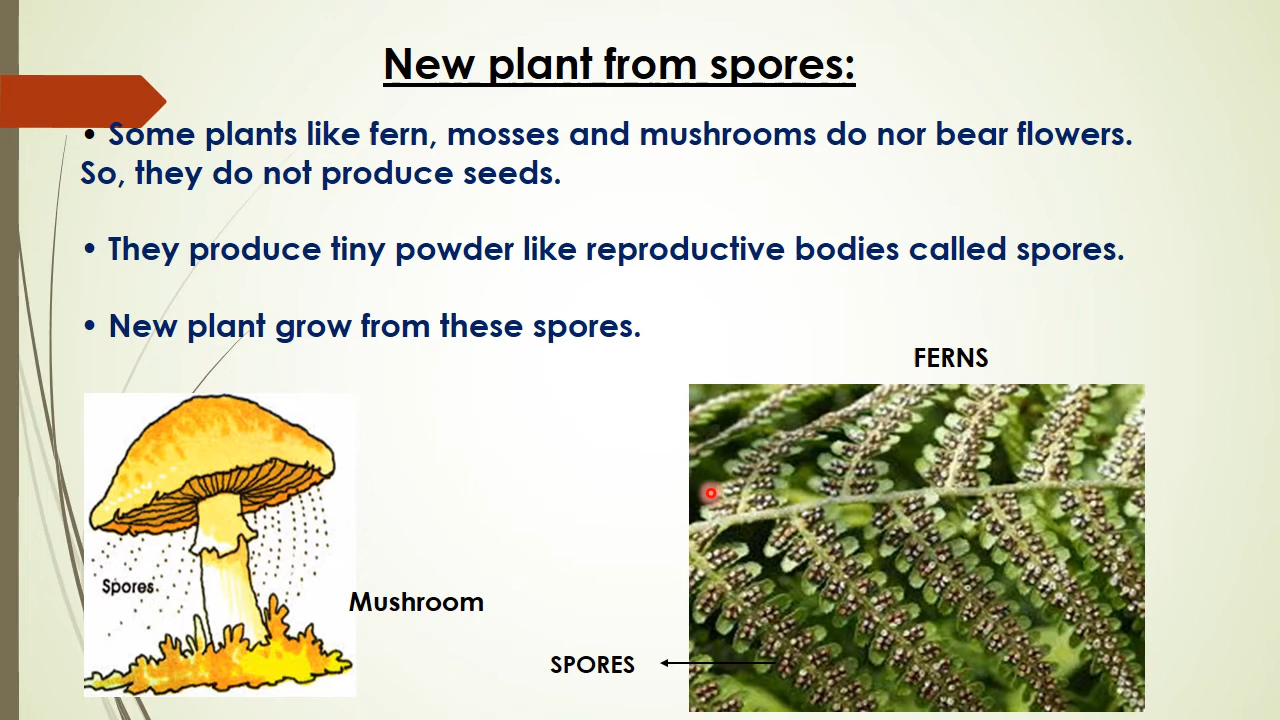 New plant from spores:
• Some plants like fern, mosses and mushrooms do nor bear flowers.
So, they do not produce seeds.
• They produce tiny powder like reproductive bodies called spores.
• New plant grow from these spores.
FERNS
Spores
Mushroom
SPORES